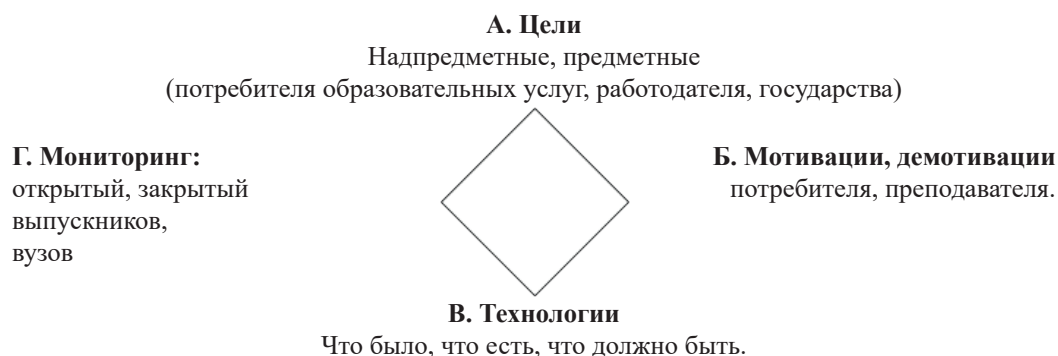 А. Цели
Надпредметные, предметные
(потребителя образовательных услуг, работодателя, государства)
Г. Мониторинг:
открытый, закрытый
выпускников,
вузов
Б. Мотивации, демотивации
потребителя, преподавателя.
В. Технологии
Что было, что есть, что должно быть.